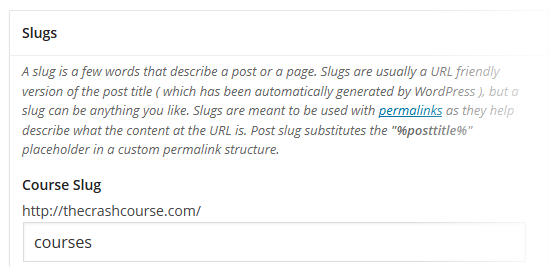 Slugs
A slug is a few words that describe a post or a page. Slugs are usually a URL friendly
version of the post title ( which has been automatically generated by WordPress ), but a
slug can be anything you like. Slugs are meant to be used with permalinks as they help
describe what the content at the URL is. Post slug substitutes the "%posttitle%"
placeholder in a custom permalink structure.
Course Slug
http://thecrashcourse.com/
courses